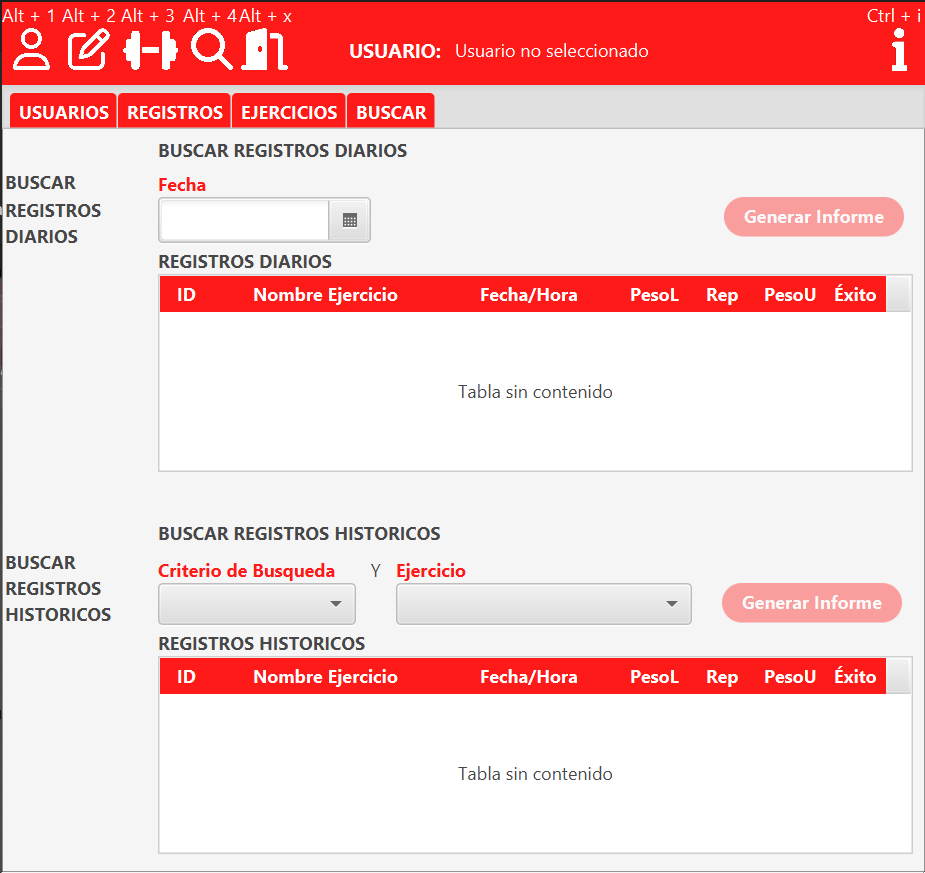 Alt + 1 Alt + 2 Alt + 3 Alt + 4 Alt + x Ctrl + i
USUARIO: Usuario no seleccionado
USUARIOS REGISTROS EJERCICIOS BUSCAR
BUSCAR REGISTROS DIARIOS
BUSCAR
REGISTROS
DIARIOS
Fecha
Generar Informe
REGISTROS DIARIOS
ID Nombre Ejercicio Fecha/Hora PesoL Rep PesoU Éxito
Tabla sin contenido
BUSCAR REGISTROS HISTORICOS
BUSCAR
REGISTROS
HISTORICOS
Criterio de Busqueda Y Ejercicio
Generar Informe
REGISTROS HISTORICOS
ID Nombre Ejercicio Fecha/Hora PesoL Rep PesoU Éxito
Tabla sin contenido